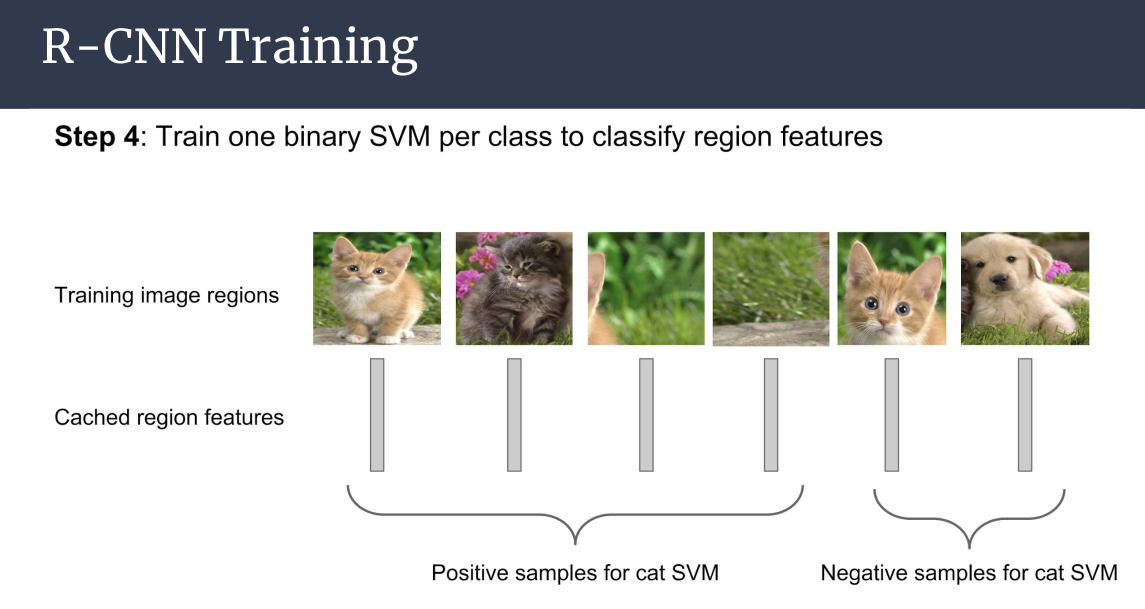 R-CNN Training
Step 4: Train one binary SVM per class to classify region features
Training image regions
Cached region features
Positive samples for cat SVM
Negative samples for cat SVM